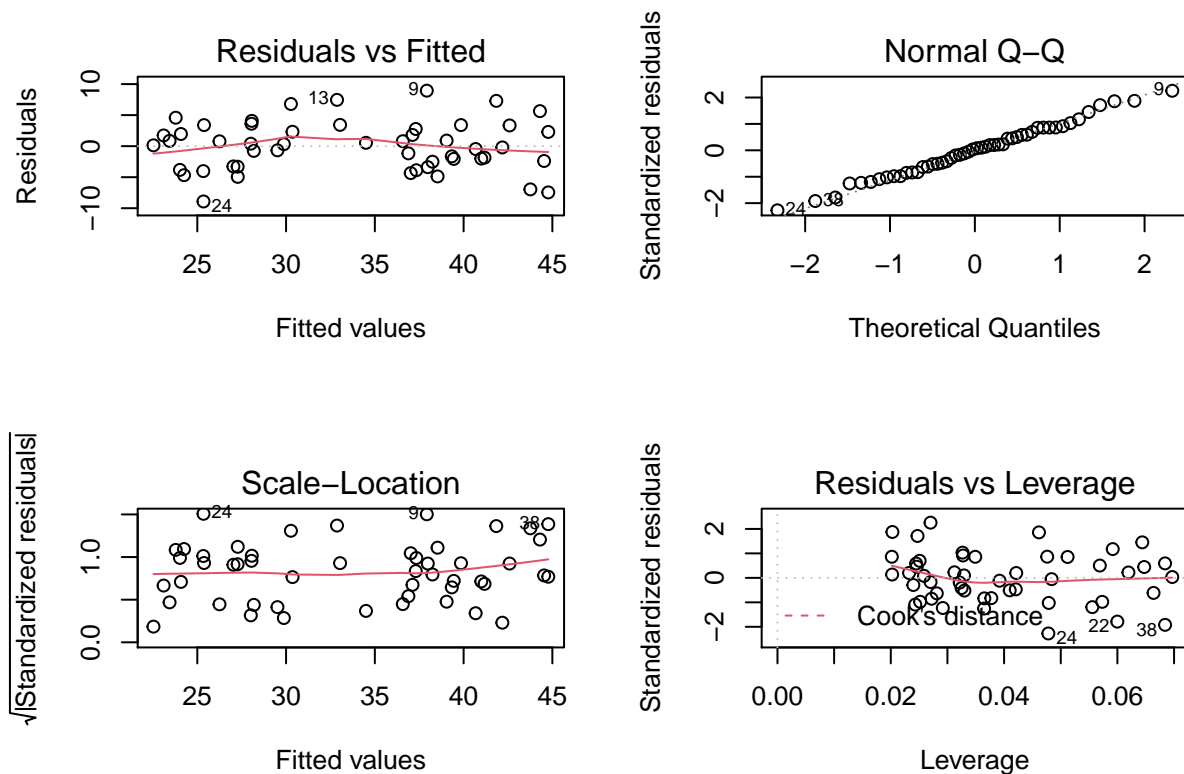 Residuals vs Fitted
Residuals
10
0
−10
13
9
24
25 30 35 40 45
Fitted values
Normal Q−Q
Standardized residuals
2
0
−2
9
24
38
−2 −1 0 1 2
Theoretical Quantiles
Scale−Location
√|Standardized residuals|
1.0
0.0
24
9
38
25 30 35 40 45
Fitted values
Residuals vs Leverage
Standardized residuals
2
0
−2
Cook's distance
24
22
38
0.00 0.02 0.04 0.06
Leverage